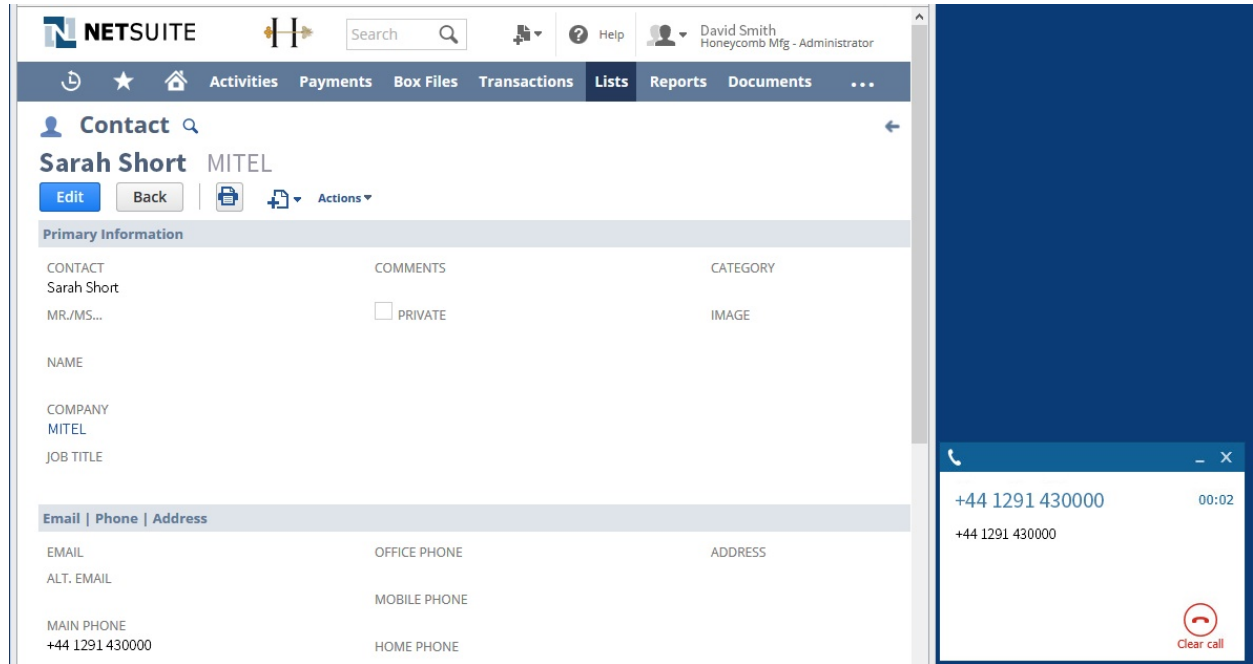 NETSUITE
Search
Help
David Smith
Honeycomb Mfg - Administrator
Activities Payments Box Files Transactions Lists Reports Documents ...
Contact
Sarah Short MITEL
Edit Back Actions
Primary Information
CONTACT COMMENTS CATEGORY
Sarah Short
MR./MS... PRIVATE IMAGE
NAME
COMPANY
MITEL
JOB TITLE
Email | Phone | Address
EMAIL OFFICE PHONE ADDRESS
ALT. EMAIL
MOBILE PHONE
MAIN PHONE
+44 1291 430000
HOME PHONE
+44 1291 430000 00:02
+44 1291 430000
Clear call